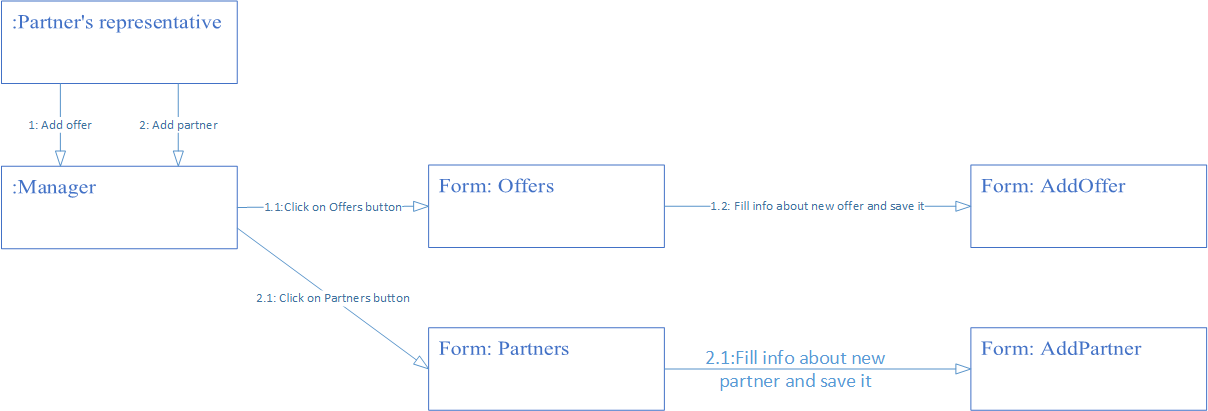 :Partner's representative
1: Add offer
2: Add partner
:Manager
1.1:Click on Offers button
Form: Offers
1.2: Fill info about new offer and save it
Form: AddOffer
2.1: Click on Partners button
Form: Partners
2.1:Fill info about new
partner and save it
Form: AddPartner